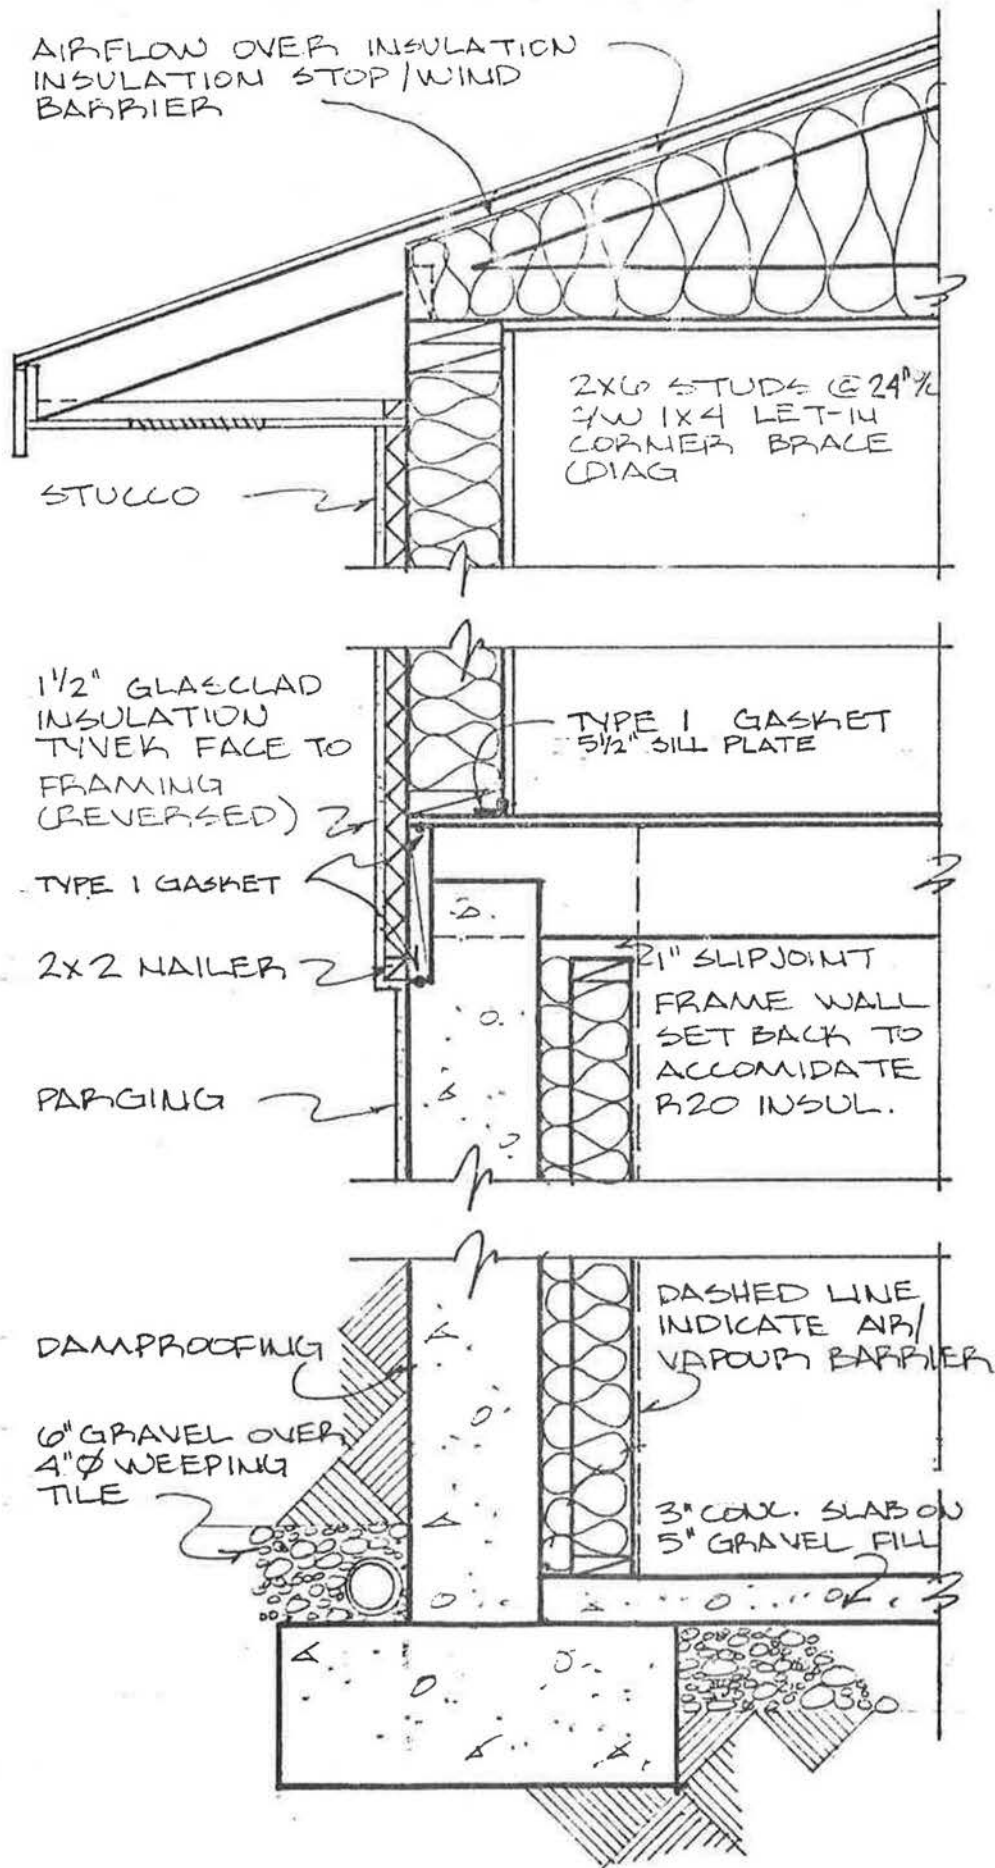 AIRFLOW OVER INSULATION
INSULATION STOP/WIND
BARRIER
2X6 STUDS @ 24" %
C/W 1X4 LET-IN
CORNER BRACE
(DIAG
STUCCO
1 1/2" GLASCLAD
INSULATION
TYVEK FACE TO
FRAMING
(REVERSED)
TYPE 1 GASKET
5 1/2" SILL PLATE
TYPE 1 GASKET
2X2 NAILER
1" SLIPJOINT
FRAME WALL
SET BACK TO
ACCOMIDATE
R20 INSUL.
PARGING
DASHED LINE
INDICATE AIR/
VAPOUR BARRIER
DAMPROOFING
6" GRAVEL OVER
4"Ø WEEPING
TILE
3" CONC. SLAB ON
5" GRAVEL FILL